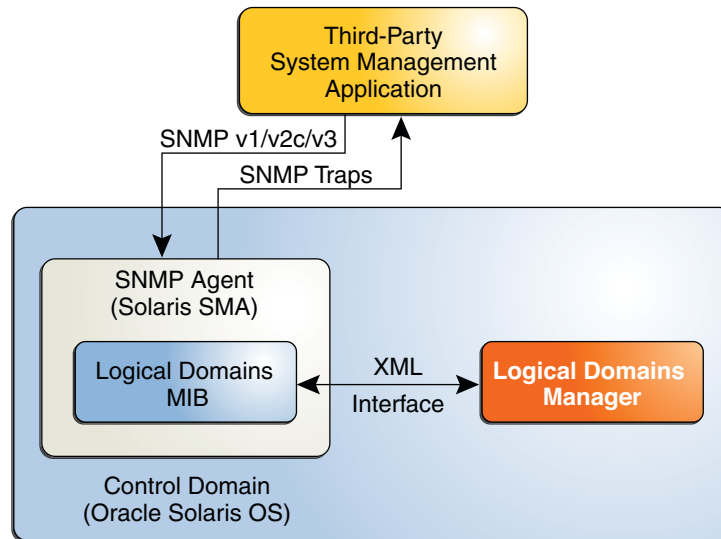 Third-Party
System Management
Application
SNMP v1/v2c/v3
SNMP Traps
SNMP Agent
(Solaris SMA)
Logical Domains
MIB
XML
Interface
Logical Domains
Manager
Control Domain
(Oracle Solaris OS)